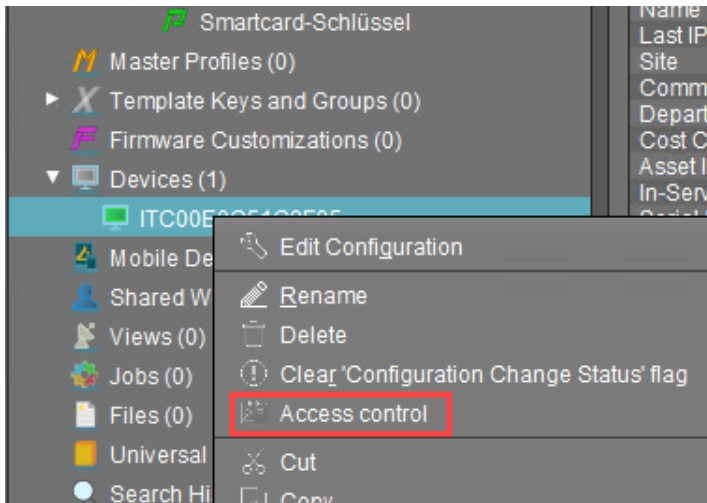 Smartcard-Schlüssel
Master Profiles (0)
Template Keys and Groups (0)
Firmware Customizations (0)
Devices (1)
Mobile De
Shared W
Views (0)
Jobs (0)
Files (0)
Universal
Search Hi
Edit Configuration
Rename
Delete
Clear 'Configuration Change Status' flag
Access control
Cut
Copy
Name
Last IP
Site
Comm
Depart
Cost C
Asset I
In-Serv